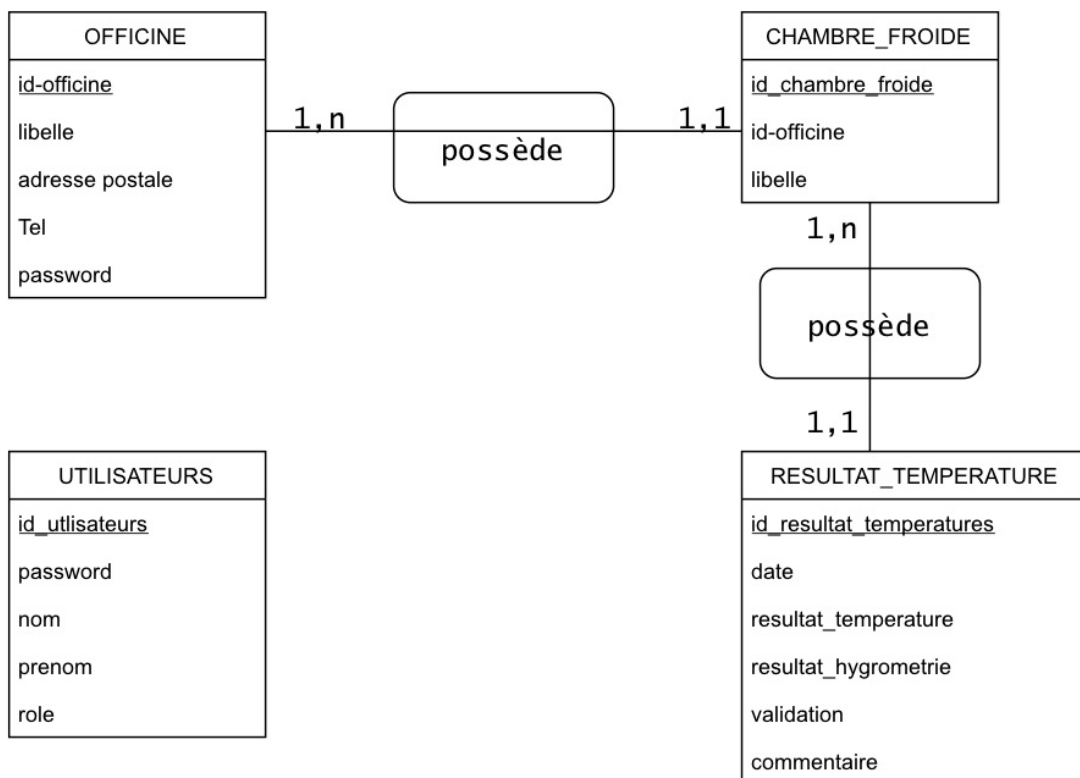 OFFICINE
id-officine
libelle
adresse postale
Tel
password
1,n
possède
1,1
CHAMBRE_FROIDE
id_chambre_froide
id-officine
libelle
1,n
possède
1,1
UTILISATEURS
id_utlisateurs
password
nom
prenom
role
RESULTAT_TEMPERATURE
id_resultat_temperatures
date
resultat_temperature
resultat_hygrometrie
validation
commentaire